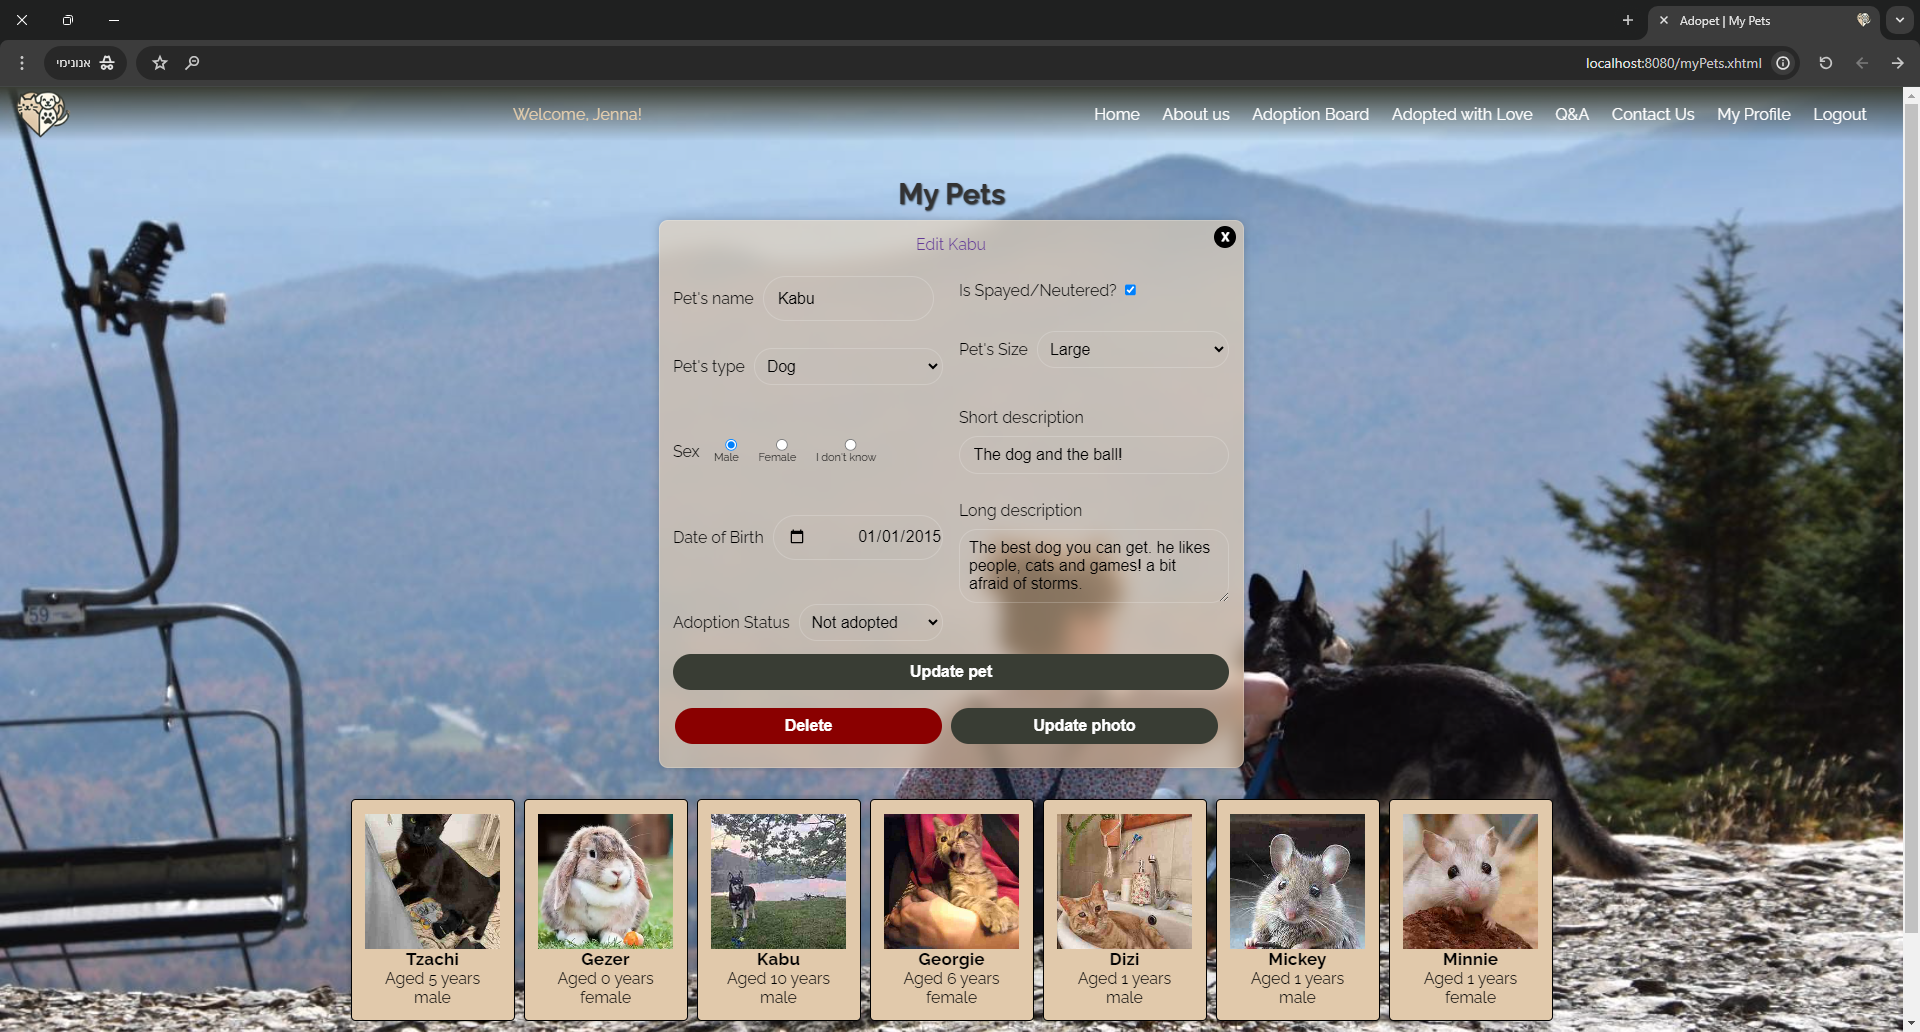 Adopet | My Pets
אנונימי
localhost:8080/myPets.xhtml
Welcome, Jenna!
Home About us Adoption Board Adopted with Love Q&A Contact Us My Profile Logout
My Pets
Edit Kabu
X
Pet's name Kabu
Pet's type Dog
Sex Male Female I don't know
Date of Birth 01/01/2015
Adoption Status Not adopted
Is Spayed/Neutered?
Pet's Size Large
Short description
The dog and the ball!
Long description
The best dog you can get. he likes
people, cats and games! a bit
afraid of storms.
Update pet
Delete Update photo
59
Tzachi
Aged 5 years
male
Gezer
Aged 0 years
female
Kabu
Aged 10 years
male
Georgie
Aged 6 years
female
Dizi
Aged 1 years
male
Mickey
Aged 1 years
male
Minnie
Aged 1 years
female